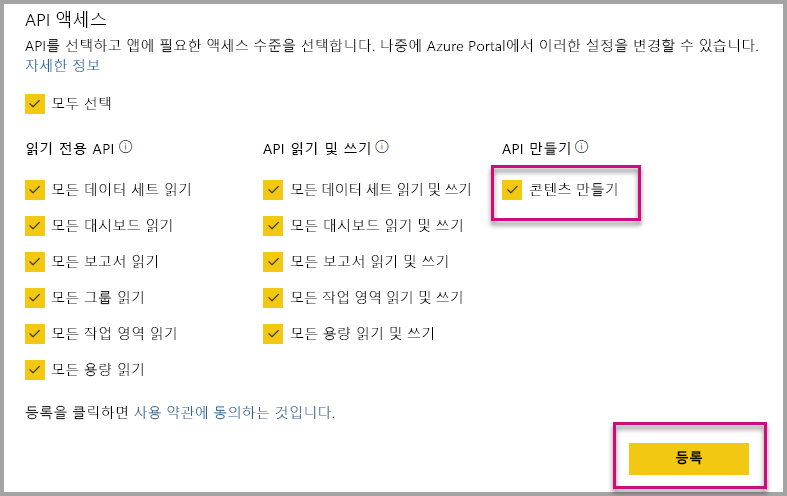 API 액세스
API를 선택하고 앱에 필요한 액세스 수준을 선택합니다. 나중에 Azure Portal에서 이러한 설정을 변경할 수 있습니다.
자세한 정보
모두 선택
읽기 전용 API
모든 데이터 세트 읽기
모든 대시보드 읽기
모든 보고서 읽기
모든 그룹 읽기
모든 작업 영역 읽기
모든 용량 읽기
API 읽기 및 쓰기
모든 데이터 세트 읽기 및 쓰기
모든 대시보드 읽기 및 쓰기
모든 보고서 읽기 및 쓰기
모든 작업 영역 읽기 및 쓰기
모든 용량 읽기 및 쓰기
API 만들기
콘텐츠 만들기
등록을 클릭하면 사용 약관에 동의하는 것입니다.
등록